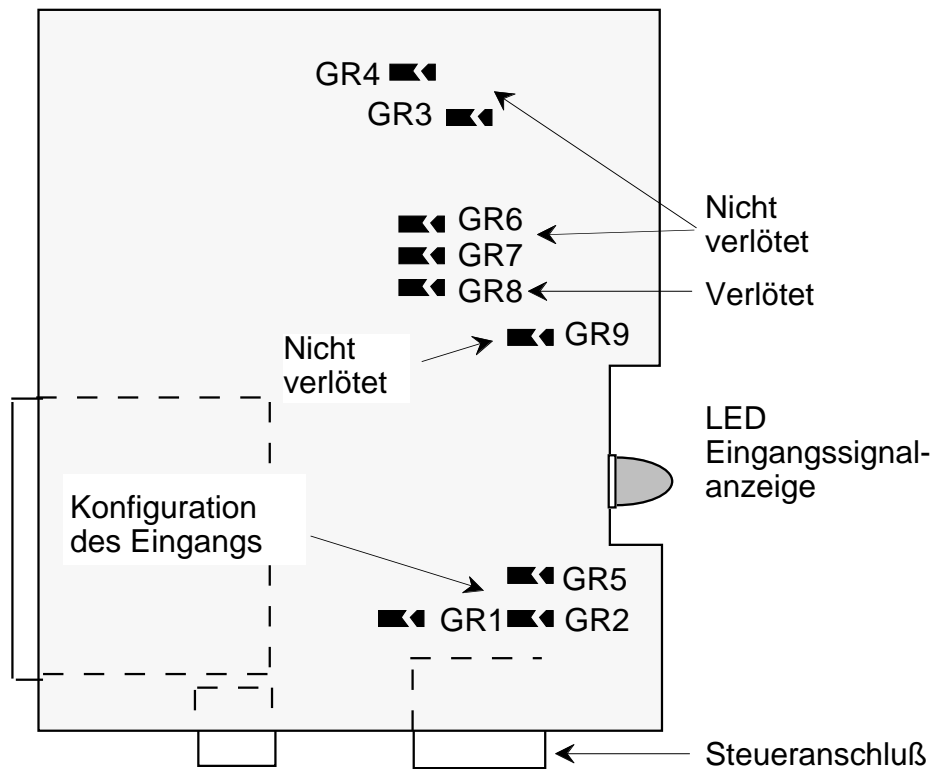 GR4
GR3
GR6
GR7
GR8
GR9
Nicht
verlötet
Verlötet
Nicht
verlötet
LED
Eingangssignal-
anzeige
Konfiguration
des Eingangs
GR5
GR1
GR2
Steueranschluß